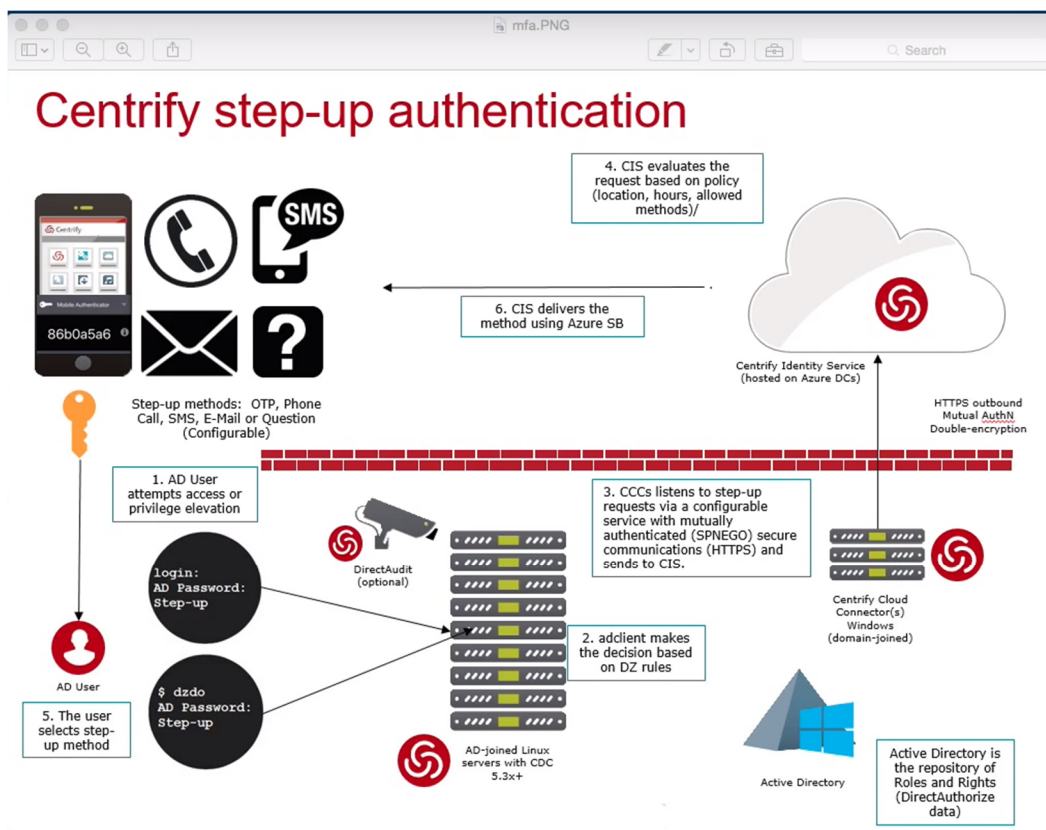 mfa.PNG
Search
Centrify step-up authentication
4. CIS evaluates the
request based on policy
(location, hours, allowed
methods)/
Centrify
SMS
Mobile Authenticator
86b0a5a6
6. CIS delivers the
method using Azure SB
Centrify Identity Service
(hosted on Azure DCs)
Step-up methods: OTP, Phone
Call, SMS, E-Mail or Question
(Configurable)
HTTPS outbound
Mutual AuthN
Double-encryption
1. AD User
attempts access or
privilege elevation
3. CCCs listens to step-up
requests via a configurable
service with mutually
authenticated (SPNEGO) secure
communications (HTTPS) and
sends to CIS.
DirectAudit
(optional)
login:
AD Password:
Step-up
Centrify Cloud
Connector(s)
Windows
(domain-joined)
2. adclient makes
the decision based
on DZ rules
AD User
$ dzdo
AD Password:
Step-up
5. The user
selects step-
up method
AD-joined Linux
servers with CDC
5.3x+
Active Directory
Active Directory is
the repository of
Roles and Rights
(DirectAuthorize
data)